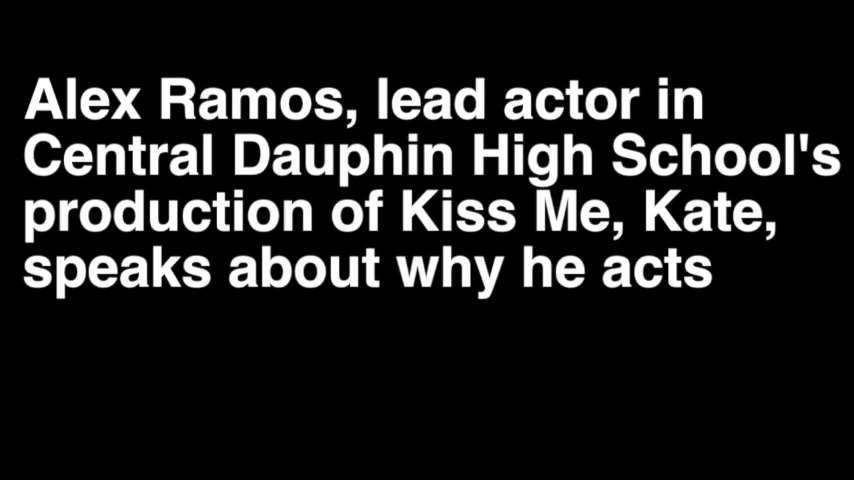 Alex Ramos, lead actor in
Central Dauphin High School's
production of Kiss Me, Kate,
speaks about why he acts